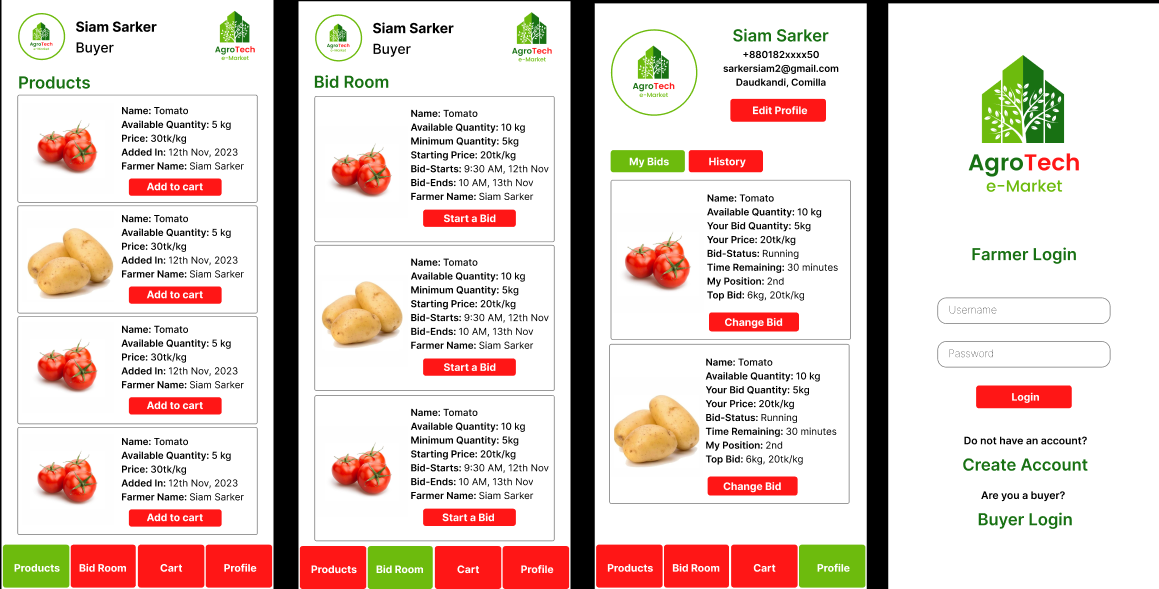 AgroTech
e-Market
Siam Sarker
Buyer
AgroTech
e-Market
Products
Name: Tomato
Available Quantity: 5 kg
Price: 30tk/kg
Added In: 12th Nov, 2023
Farmer Name: Siam Sarker
Add to cart
Name: Tomato
Available Quantity: 5 kg
Price: 30tk/kg
Added In: 12th Nov, 2023
Farmer Name: Siam Sarker
Add to cart
Name: Tomato
Available Quantity: 5 kg
Price: 30tk/kg
Added In: 12th Nov, 2023
Farmer Name: Siam Sarker
Add to cart
Name: Tomato
Available Quantity: 5 kg
Price: 30tk/kg
Added In: 12th Nov, 2023
Farmer Name: Siam Sarker
Add to cart
Products Bid Room Cart Profile
AgroTech
e-Market
Siam Sarker
Buyer
AgroTech
e-Market
Bid Room
Name: Tomato
Available Quantity: 10 kg
Minimum Quantity: 5kg
Starting Price: 20tk/kg
Bid-Starts: 9:30 AM, 12th Nov
Bid-Ends: 10 AM, 13th Nov
Farmer Name: Siam Sarker
Start a Bid
Name: Tomato
Available Quantity: 10 kg
Minimum Quantity: 5kg
Starting Price: 20tk/kg
Bid-Starts: 9:30 AM, 12th Nov
Bid-Ends: 10 AM, 13th Nov
Farmer Name: Siam Sarker
Start a Bid
Name: Tomato
Available Quantity: 10 kg
Minimum Quantity: 5kg
Starting Price: 20tk/kg
Bid-Starts: 9:30 AM, 12th Nov
Bid-Ends: 10 AM, 13th Nov
Farmer Name: Siam Sarker
Start a Bid
Products Bid Room Cart Profile
AgroTech
e-Market
Siam Sarker
+880182xxxx50
sarkersiam2@gmail.com
Daudkandi, Comilla
Edit Profile
My Bids History
Name: Tomato
Available Quantity: 10 kg
Your Bid Quantity: 5kg
Your Price: 20tk/kg
Bid-Status: Running
Time Remaining: 30 minutes
My Position: 2nd
Top Bid: 6kg, 20tk/kg
Change Bid
Name: Tomato
Available Quantity: 10 kg
Your Bid Quantity: 5kg
Your Price: 20tk/kg
Bid-Status: Running
Time Remaining: 30 minutes
My Position: 2nd
Top Bid: 6kg, 20tk/kg
Change Bid
Products Bid Room Cart Profile
AgroTech
e-Market
Farmer Login
Username
Password
Login
Do not have an account?
Create Account
Are you a buyer?
Buyer Login